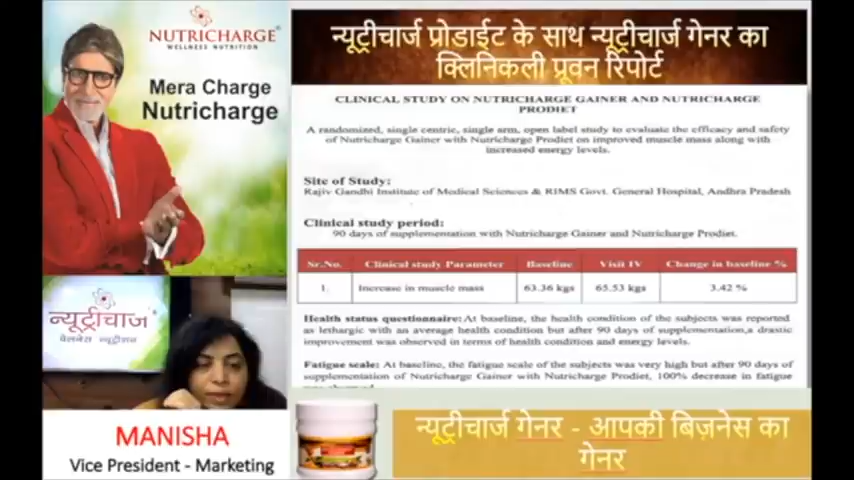 NUTRICHARGE
WELLNESS NUTRITION
Mera Charge
Nutricharge
न्यूट्रीचार्ज
वेलनेस न्यूट्रीशन
MANISHA
Vice President - Marketing
न्यूट्रीचार्ज प्रोडाईट के साथ न्यूट्रीचार्ज गेनर का
क्लिनिकली प्रूवन रिपोर्ट
CLINICAL STUDY ON NUTRICHARGE GAINER AND NUTRICHARGE
PRODIET
A randomized, single centric, single arm, open label study to evaluate the efficacy and safety
of Nutricharge Gainer with Nutricharge Prodiet on improved muscle mass along with
increased energy levels.
Site of Study:
Rajiv Gandhi Institute of Medical Sciences & RIMS Govt. General Hospital, Andhra Pradesh
Clinical study period:
90 days of supplementation with Nutricharge Gainer and Nutricharge Prodiet.
Sr.No. Clinical study Parameter Baseline Visit IV Change in baseline %
1. Increase in muscle mass 63.36 kgs 65.53 kgs 3.42 %
Health status questionnaire: At baseline, the health condition of the subjects was reported
as lethargic with an average health condition but after 90 days of supplementation,a drastic
improvement was observed in terms of health condition and energy levels.
Fatigue scale: At baseline, the fatigue scale of the subjects was very high but after 90 days of
supplementation of Nutricharge Gainer with Nutricharge Prodiet, 100% decrease in fatigue
न्यूट्रीचार्ज गेनर - आपकी बिज़नेस का
गेनर